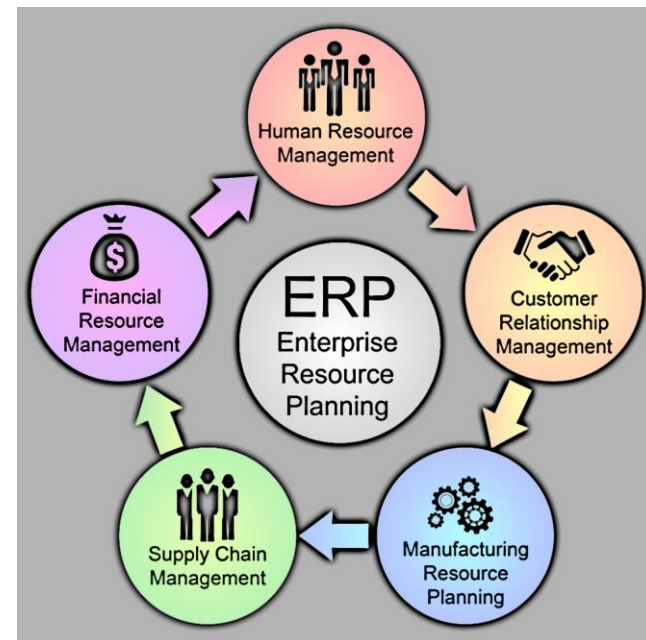 Human Resource
Management
Customer
Relationship
Management
Manufacturing
Resource
Planning
Supply Chain
Management
$
Financial
Resource
Management
ERP
Enterprise
Resource
Planning